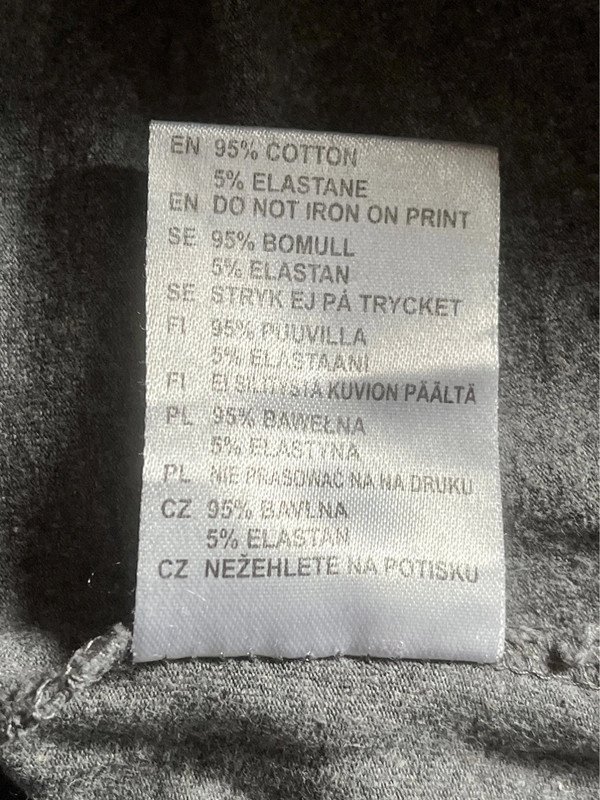 EN 95% COTTON
5% ELASTANE
EN DO NOT IRON ON PRINT
SE 95% BOMULL
5% ELASTAN
SE STRYK EJ PÅ TRYCKET
FI 95% PUUVILLA
5% ELASTAANI
FI EI SILITYSTÄ KUVION PÄÄLTÄ
PL 95% BAWEŁNA
5% ELASTYNA
PL NIE PRASOWAĆ NA NA DRUKU
CZ 95% BAVLNA
5% ELASTAN
CZ NEŽEHLETE NA POTISKU